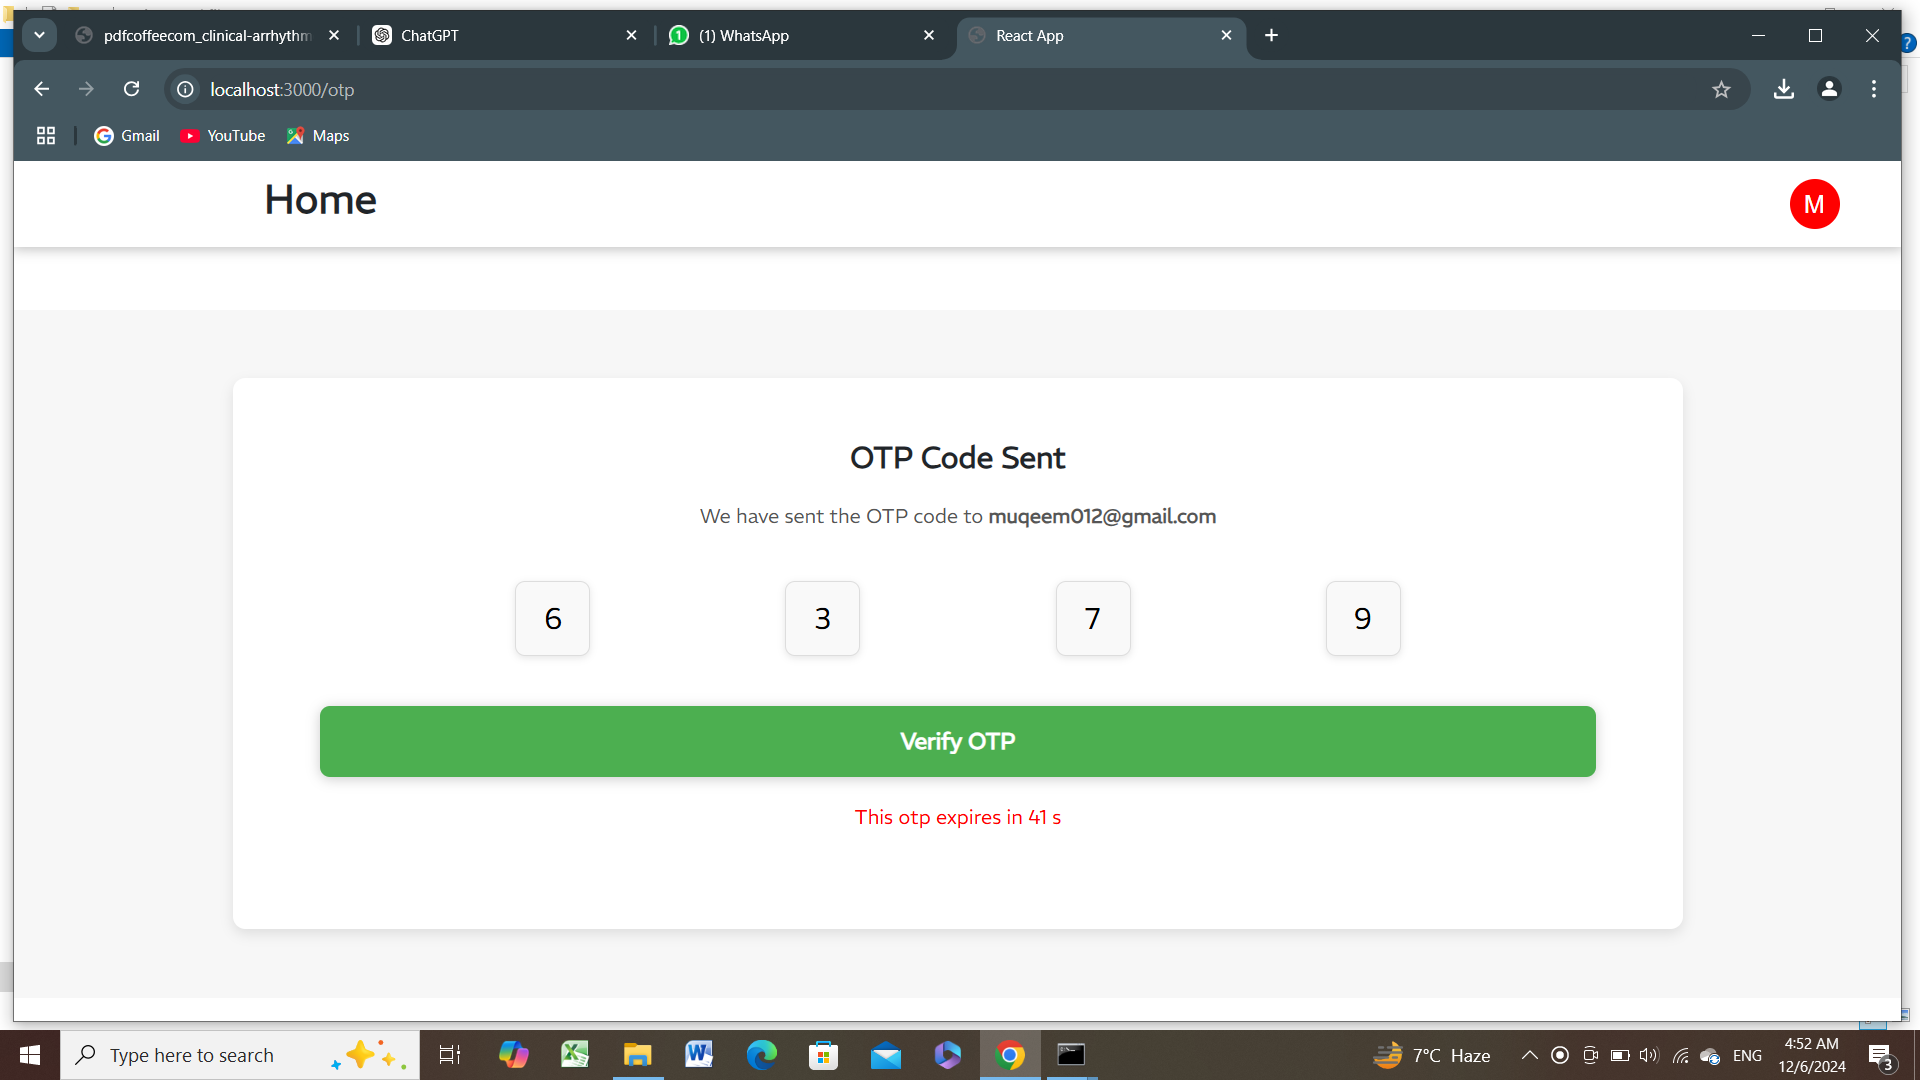 pdfcoffeecom_clinical-arrhythm
ChatGPT
(1) WhatsApp
React App
localhost:3000/otp
Gmail
YouTube
Maps
Home
M
OTP Code Sent
We have sent the OTP code to muqeem012@gmail.com
6 3 7 9
Verify OTP
This otp expires in 41 s
Type here to search
7°C Haze
ENG
4:52 AM
12/6/2024
3